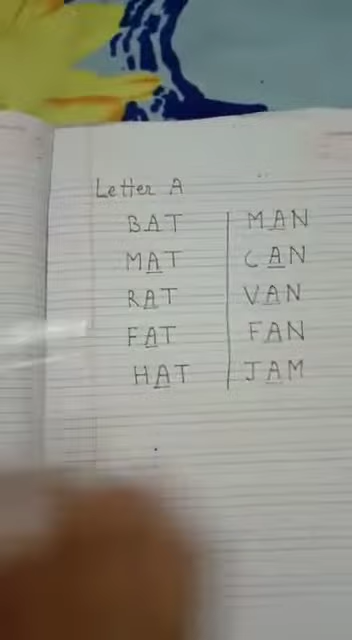 Letter A
BAT MAN
MAT CAN
RAT VAN
FAT FAN
HAT JAM